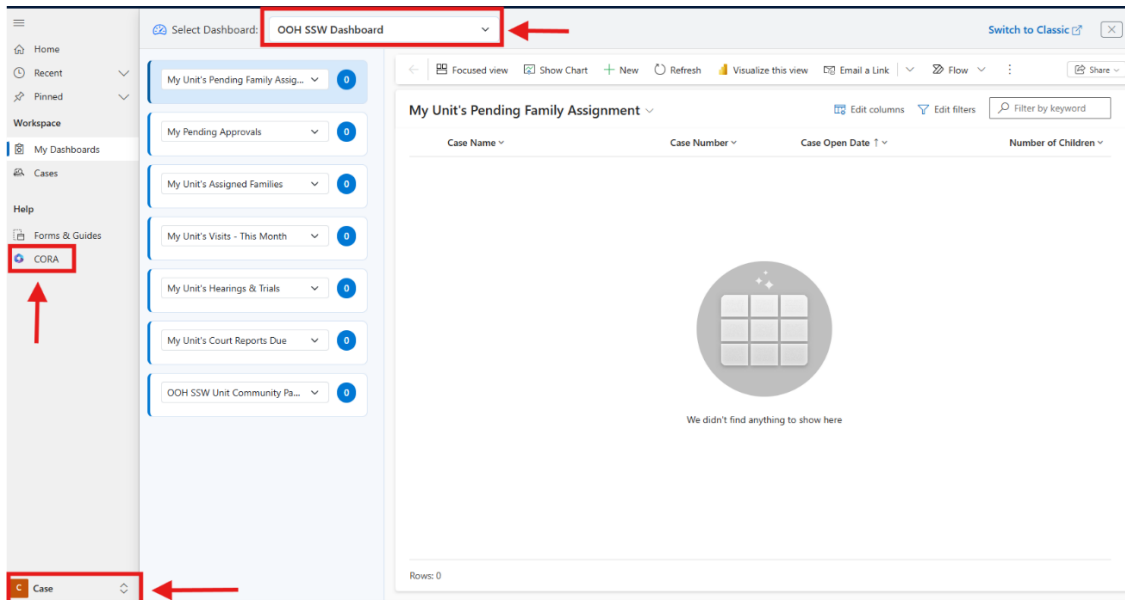 Select Dashboard: OOH SSW Dashboard
Switch to Classic
Home
Recent
Pinned
Workspace
My Dashboards
Cases
Help
Forms & Guides
CORA
C Case
My Unit's Pending Family Assig... 0
My Pending Approvals 0
My Unit's Assigned Families 0
My Unit's Visits - This Month 0
My Unit's Hearings & Trials 0
My Unit's Court Reports Due 0
OOH SSW Unit Community Pa... 0
Focused view Show Chart New Refresh Visualize this view Email a Link Flow Share
My Unit's Pending Family Assignment Edit columns Edit filters Filter by keyword
Case Name Case Number Case Open Date ↑ Number of Children
We didn't find anything to show here
Rows: 0